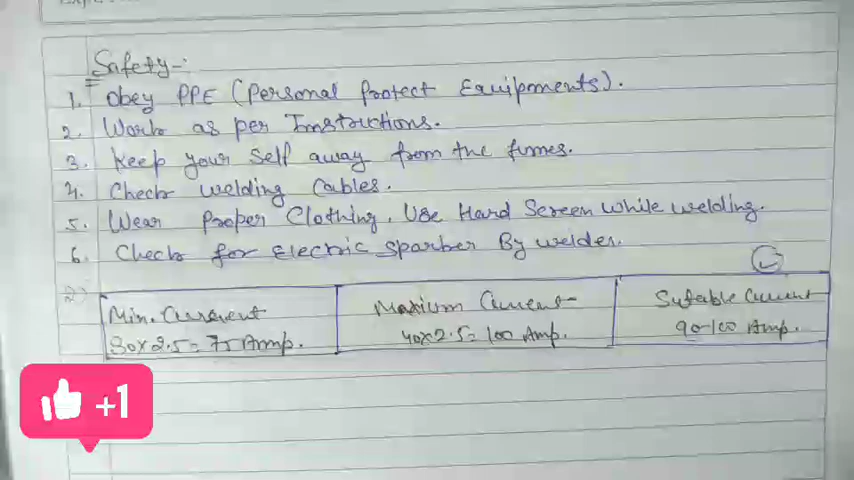 Safety-:
1. Obey PPE (Personal Protect Equipments).
2. Work as per Instructions.
3. Keep your Self away from the fumes.
4. Check welding Cables.
5. Wear Proper Clothing, Use Hard Screen while welding.
6. Check for Electric Sparker By welder.
2) Min. Current Maxium Current Sutable Current
30x2.5= 75 Amp. 40x2.5= 100 Amp. 90-100 Amp.
+1